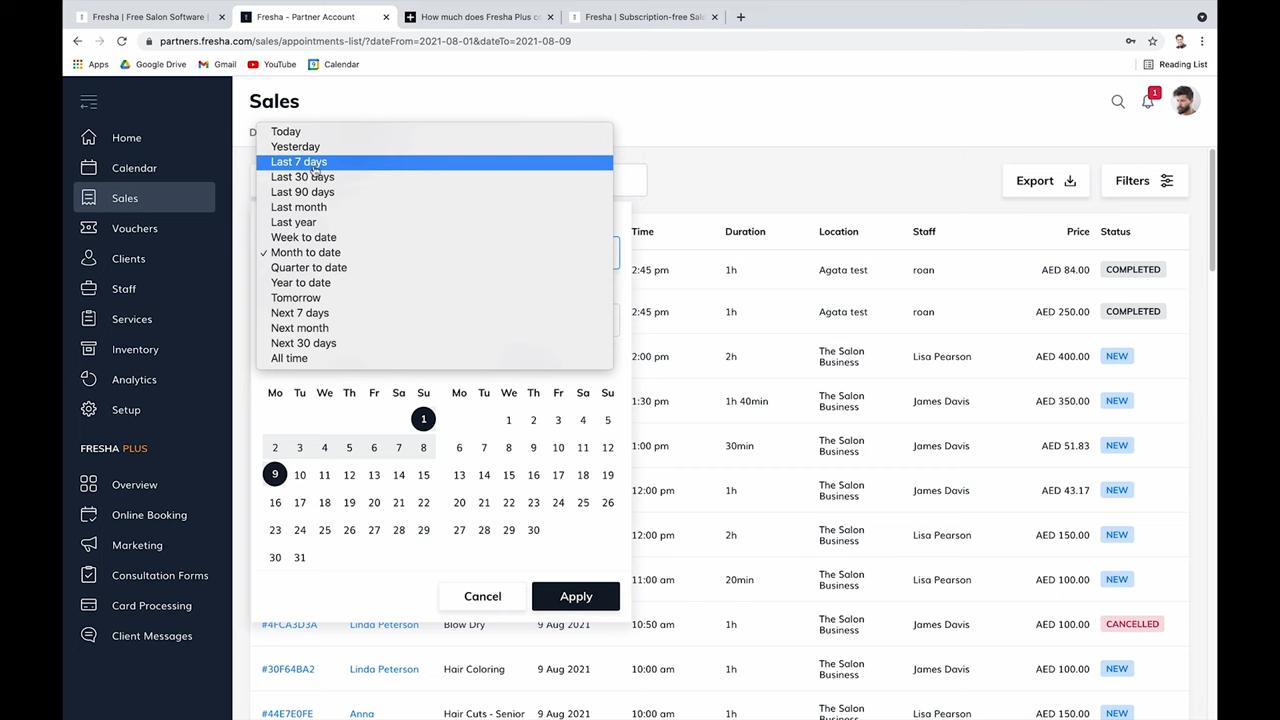 Fresha | Free Salon Software |
Fresha - Partner Account
How much does Fresha Plus co
Fresha | Subscription-free Sal
partners.fresha.com/sales/appointments-list/?dateFrom=2021-08-01&dateTo=2021-08-09
Apps Google Drive Gmail YouTube Calendar Reading List
Sales
1
D
Home
Calendar
Sales
Vouchers
Clients
Staff
Services
Inventory
Analytics
Setup
FRESHA PLUS
Overview
Online Booking
Marketing
Consultation Forms
Card Processing
Client Messages
Today
Yesterday
Last 7 days
Last 30 days
Last 90 days
Last month
Last year
Week to date
✓ Month to date
Quarter to date
Year to date
Tomorrow
Next 7 days
Next month
Next 30 days
All time
Mo Tu We Th Fr Sa Su
1
2 3 4 5 6 7 8
9 10 11 12 13 14 15
16 17 18 19 20 21 22
23 24 25 26 27 28 29
30 31
Mo Tu We Th Fr Sa Su
1 2 3 4 5
6 7 8 9 10 11 12
13 14 15 16 17 18 19
20 21 22 23 24 25 26
27 28 29 30
Cancel Apply
Export Filters
Time Duration Location Staff Price Status
2:45 pm 1h Agata test roan AED 84.00 COMPLETED
2:45 pm 1h Agata test roan AED 250.00 COMPLETED
2:00 pm 2h The Salon Business Lisa Pearson AED 400.00 NEW
1:30 pm 1h 40min The Salon Business James Davis AED 350.00 NEW
1:00 pm 30min The Salon Business James Davis AED 51.83 NEW
12:00 pm 1h The Salon Business James Davis AED 43.17 NEW
12:00 pm 2h The Salon Business Lisa Pearson AED 150.00 NEW
11:00 am 20min The Salon Business Lisa Pearson AED 100.00 NEW
#4FCA3D3A Linda Peterson Blow Dry 9 Aug 2021 10:50 am 1h The Salon Business James Davis AED 100.00 CANCELLED
#30F64BA2 Linda Peterson Hair Coloring 9 Aug 2021 10:00 am 1h The Salon Business James Davis AED 100.00 NEW
#44E7E0FE Anna Hair Cuts - Senior 9 Aug 2021 10:00 am 1h The Salon James Davis AED 100.00 NEW